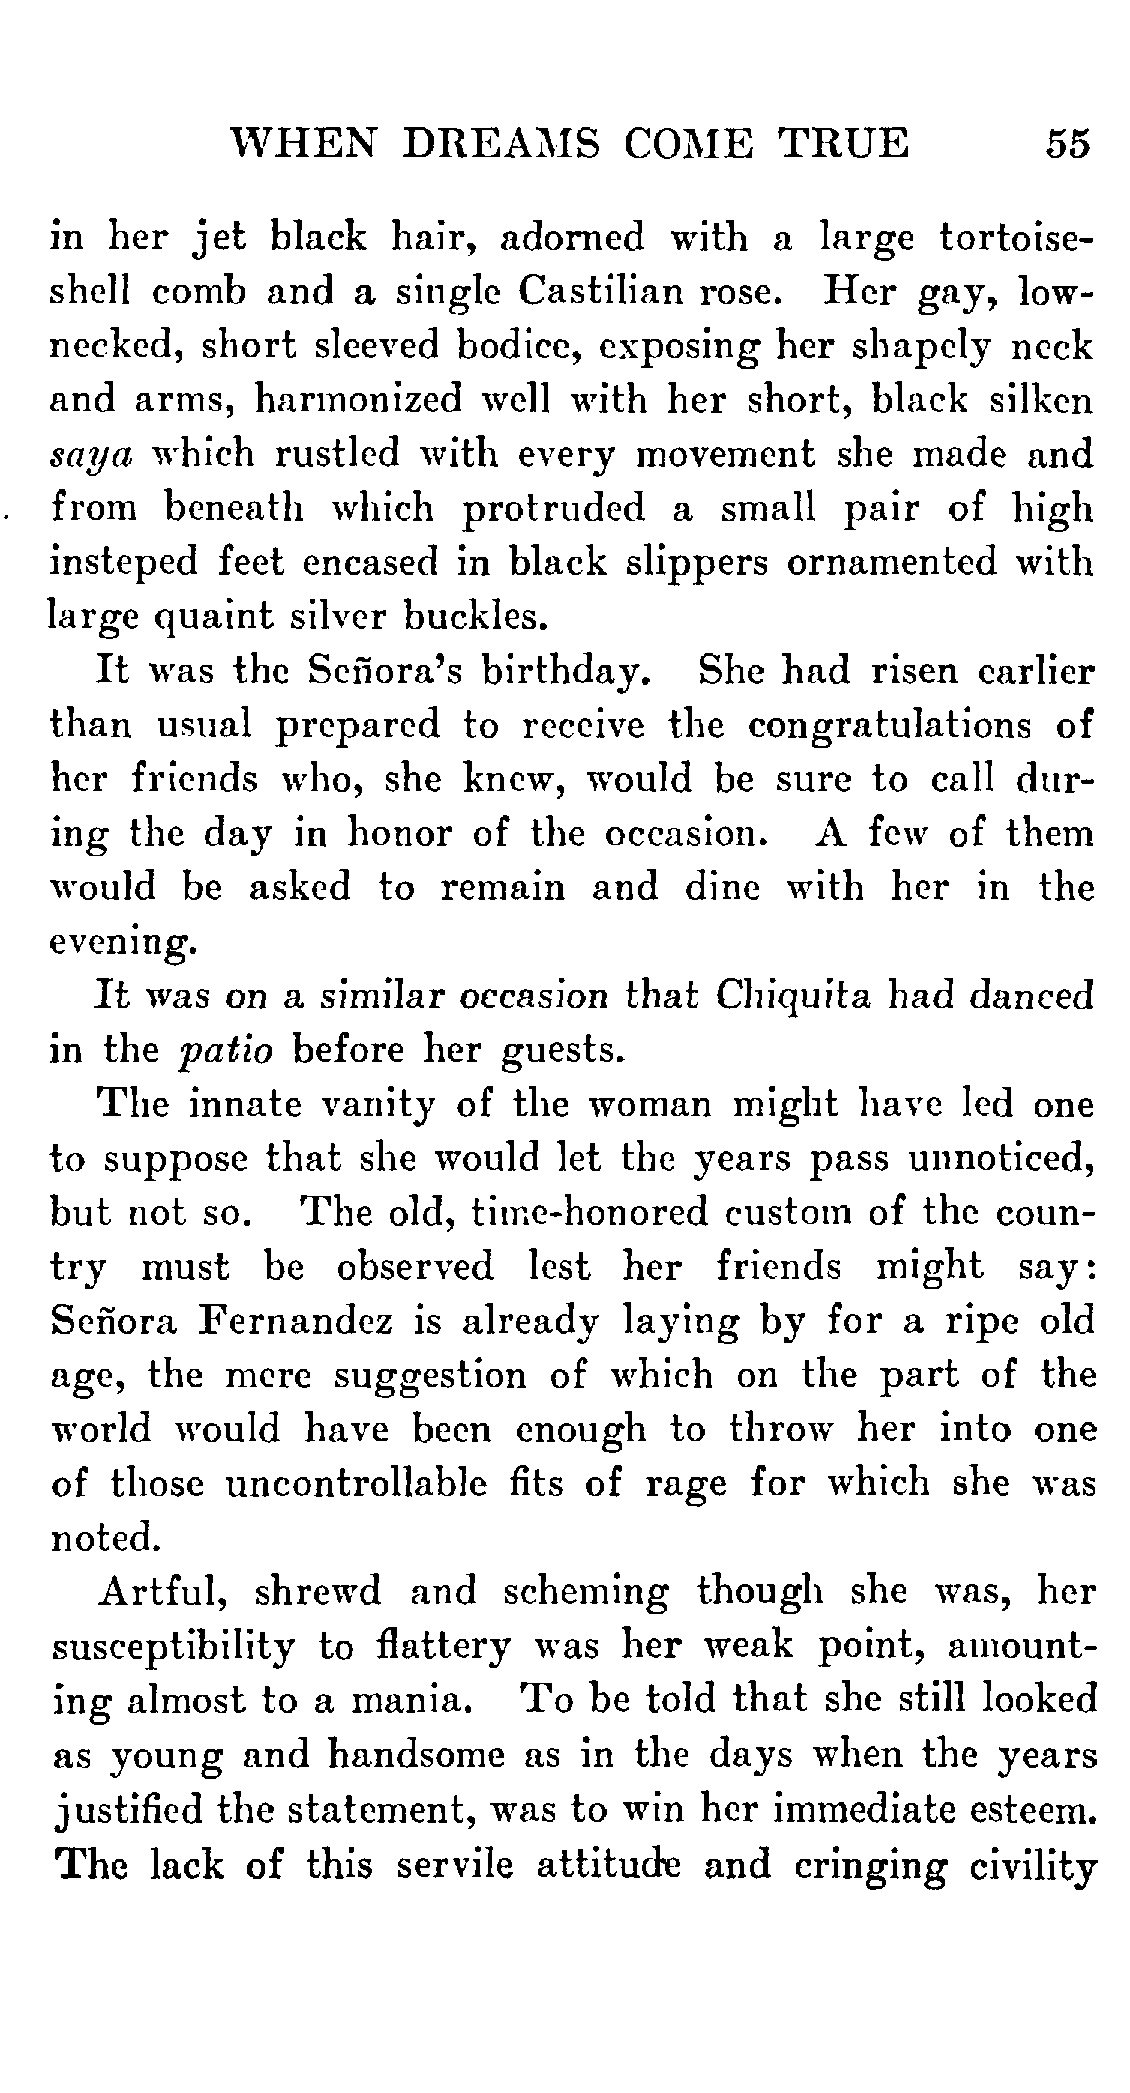 WHEN DREAMS COME TRUE 55
in her jet black hair, adorned with a large tortoise-
shell comb and a single Castilian rose. Her gay, low-
necked, short sleeved bodice, exposing her shapely neck
and arms, harmonized well with her short, black silken
saya which rustled with every movement she made and
from beneath which protruded a small pair of high
insteped feet encased in black slippers ornamented with
large quaint silver buckles.
It was the Señora's birthday. She had risen earlier
than usual prepared to receive the congratulations of
her friends who, she knew, would be sure to call dur-
ing the day in honor of the occasion. A few of them
would be asked to remain and dine with her in the
evening.
It was on a similar occasion that Chiquita had danced
in the patio before her guests.
The innate vanity of the woman might have led one
to suppose that she would let the years pass unnoticed,
but not so. The old, time-honored custom of the coun-
try must be observed lest her friends might say:
Señora Fernandez is already laying by for a ripe old
age, the mere suggestion of which on the part of the
world would have been enough to throw her into one
of those uncontrollable fits of rage for which she was
noted.
Artful, shrewd and scheming though she was, her
susceptibility to flattery was her weak point, amount-
ing almost to a mania. To be told that she still looked
as young and handsome as in the days when the years
justified the statement, was to win her immediate esteem.
The lack of this servile attitude and cringing civility